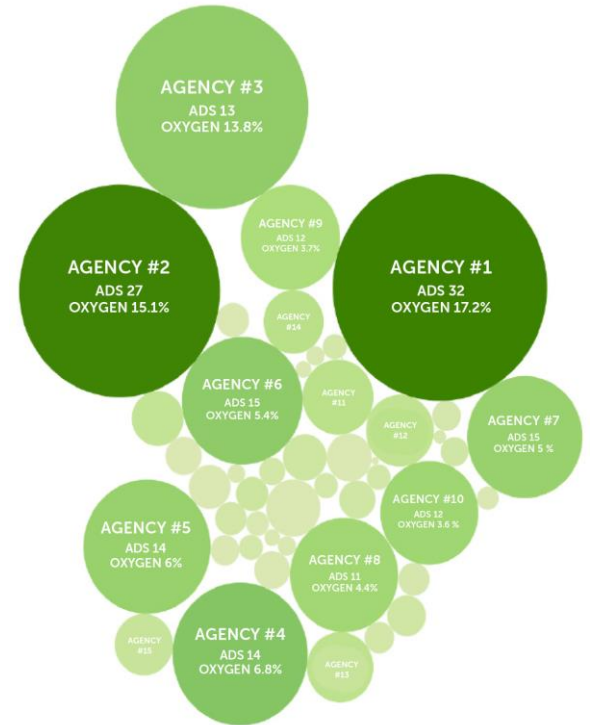 AGENCY #3
ADS 13
OXYGEN 13.8%
AGENCY #9
ADS 12
OXYGEN 3.7%
AGENCY #2
ADS 27
OXYGEN 15.1%
AGENCY #1
ADS 32
OXYGEN 17.2%
AGENCY
#14
AGENCY #6
ADS 15
OXYGEN 5.4%
AGENCY
#11
AGENCY
#12
AGENCY #7
ADS 15
OXYGEN 5 %
AGENCY #10
ADS 12
OXYGEN 3.6 %
AGENCY #5
ADS 14
OXYGEN 6%
AGENCY #8
ADS 11
OXYGEN 4.4%
AGENCY
#15
AGENCY #4
ADS 14
OXYGEN 6.8%
AGENCY
#13